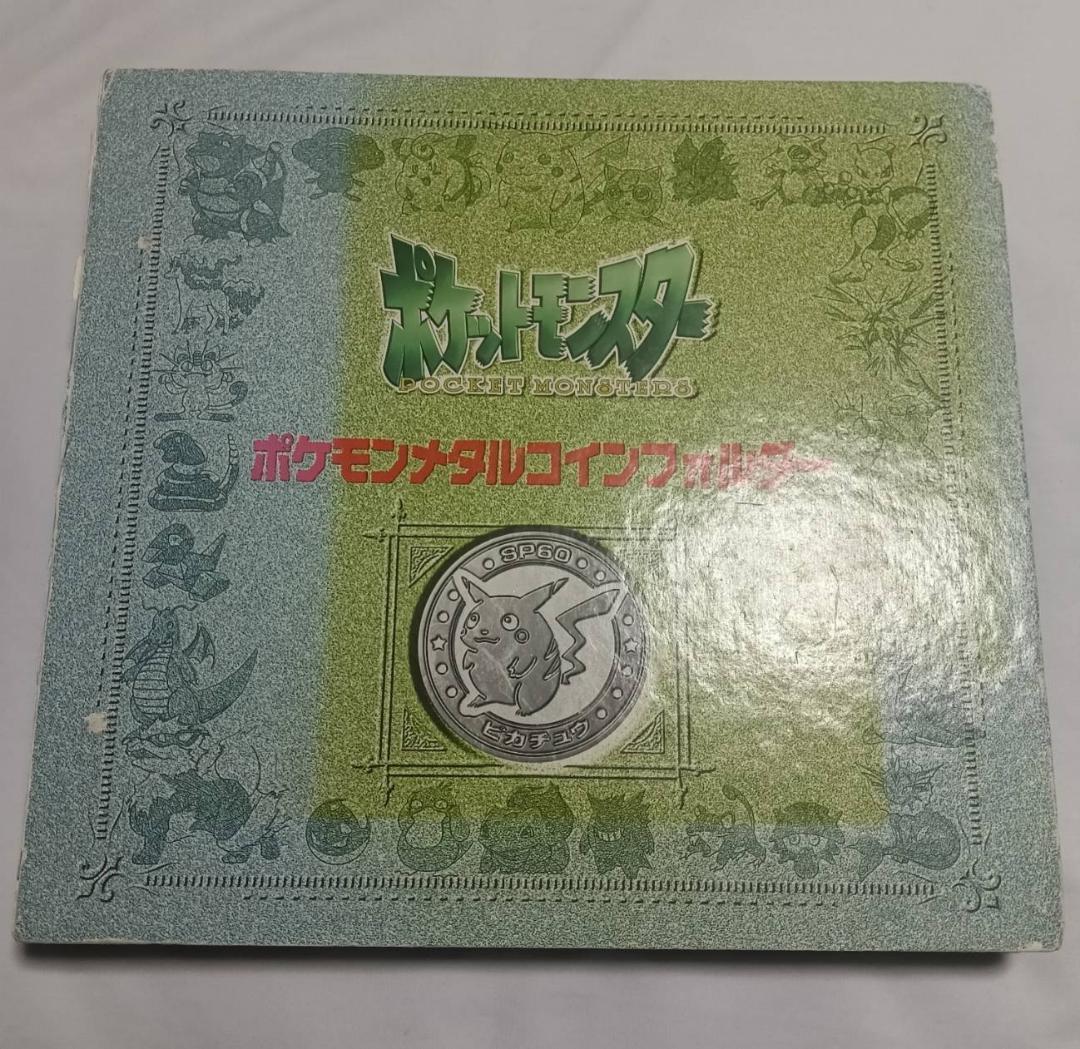 ポケットモンスター
POCKET MONSTERS
ポケモンメタルコインフォルダー
SP60
ピカチュウ